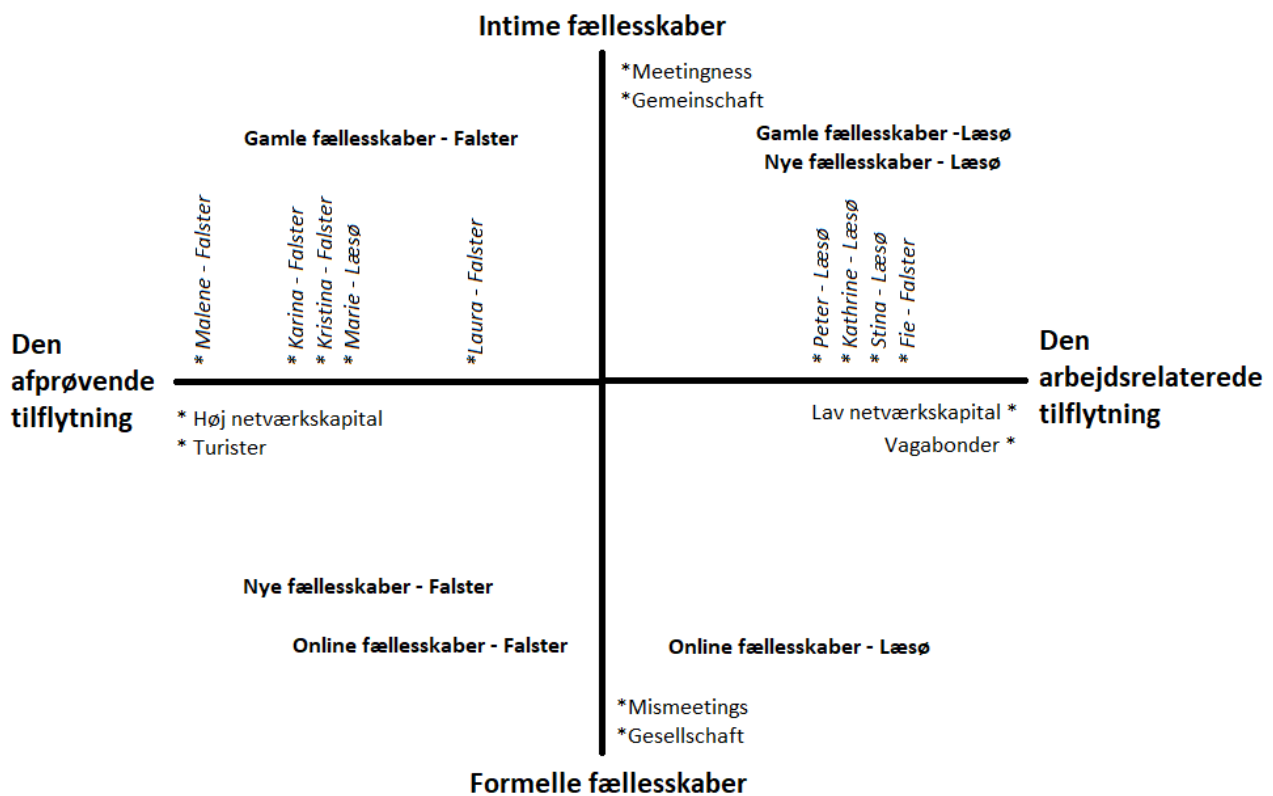 Intime fællesskaber
*Meetingness
*Gemeinschaft
Gamle fællesskaber - Falster
Gamle fællesskaber -Læsø
Nye fællesskaber - Læsø
* Malene - Falster
* Karina - Falster
* Kristina - Falster
* Marie - Læsø
*Laura - Falster
* Peter - Læsø
* Kathrine - Læsø
* Stina - Læsø
* Fie - Falster
Den
afprøvende
tilflytning
Den
arbejdsrelaterede
tilflytning
* Høj netværkskapital
* Turister
Lav netværkskapital *
Vagabonder *
Nye fællesskaber - Falster
Online fællesskaber - Falster
Online fællesskaber - Læsø
*Mismeetings
*Gesellschaft
Formelle fællesskaber